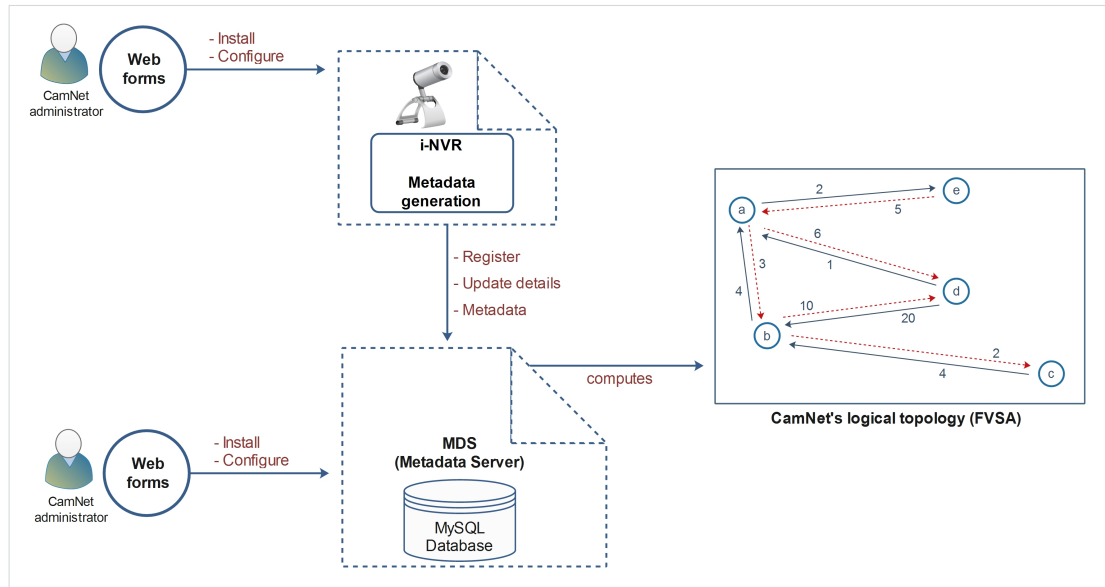 CamNet
administrator
Web
forms
- Install
- Configure
i-NVR
Metadata
generation
- Register
- Update details
- Metadata
CamNet
administrator
Web
forms
- Install
- Configure
MDS
(Metadata Server)
MySQL
Database
computes
a
e
2
5
6
1
3
4
d
10
20
b
2
4
c
CamNet's logical topology (FVSA)